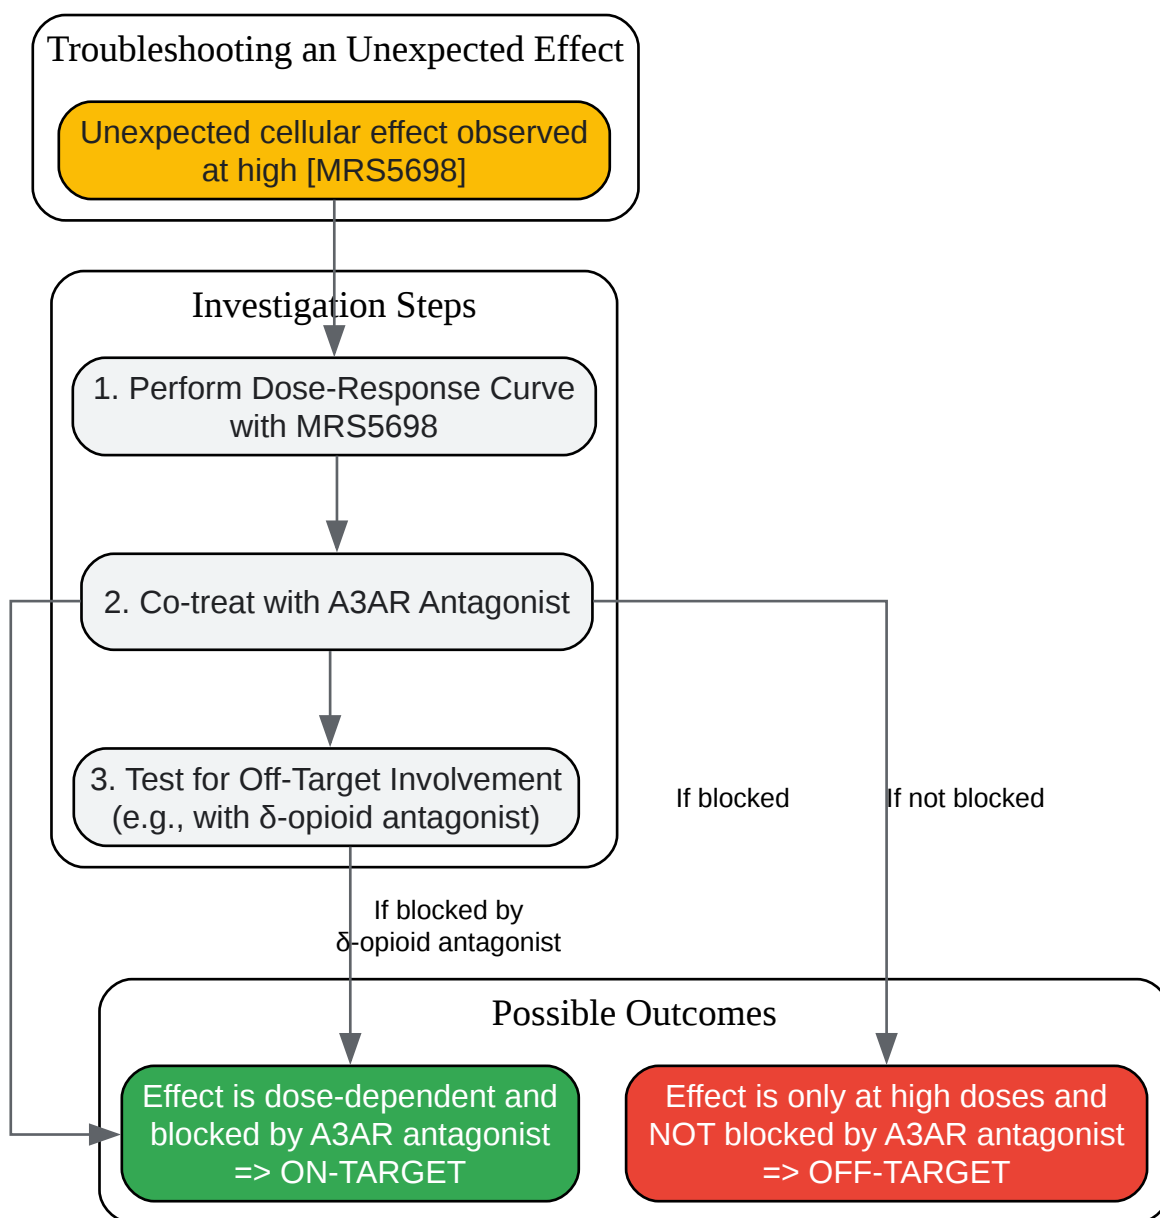 Troubleshooting an Unexpected Effect
Unexpected cellular effect observed
at high [MRS5698]
Investigation Steps
1. Perform Dose-Response Curve
with MRS5698
2. Co-treat with A3AR Antagonist
3. Test for Off-Target Involvement
(e.g., with δ-opioid antagonist)
If blocked
If not blocked
If blocked by
δ-opioid antagonist
Possible Outcomes
Effect is dose-dependent and
blocked by A3AR antagonist
=> ON-TARGET
Effect is only at high doses and
NOT blocked by A3AR antagonist
=> OFF-TARGET